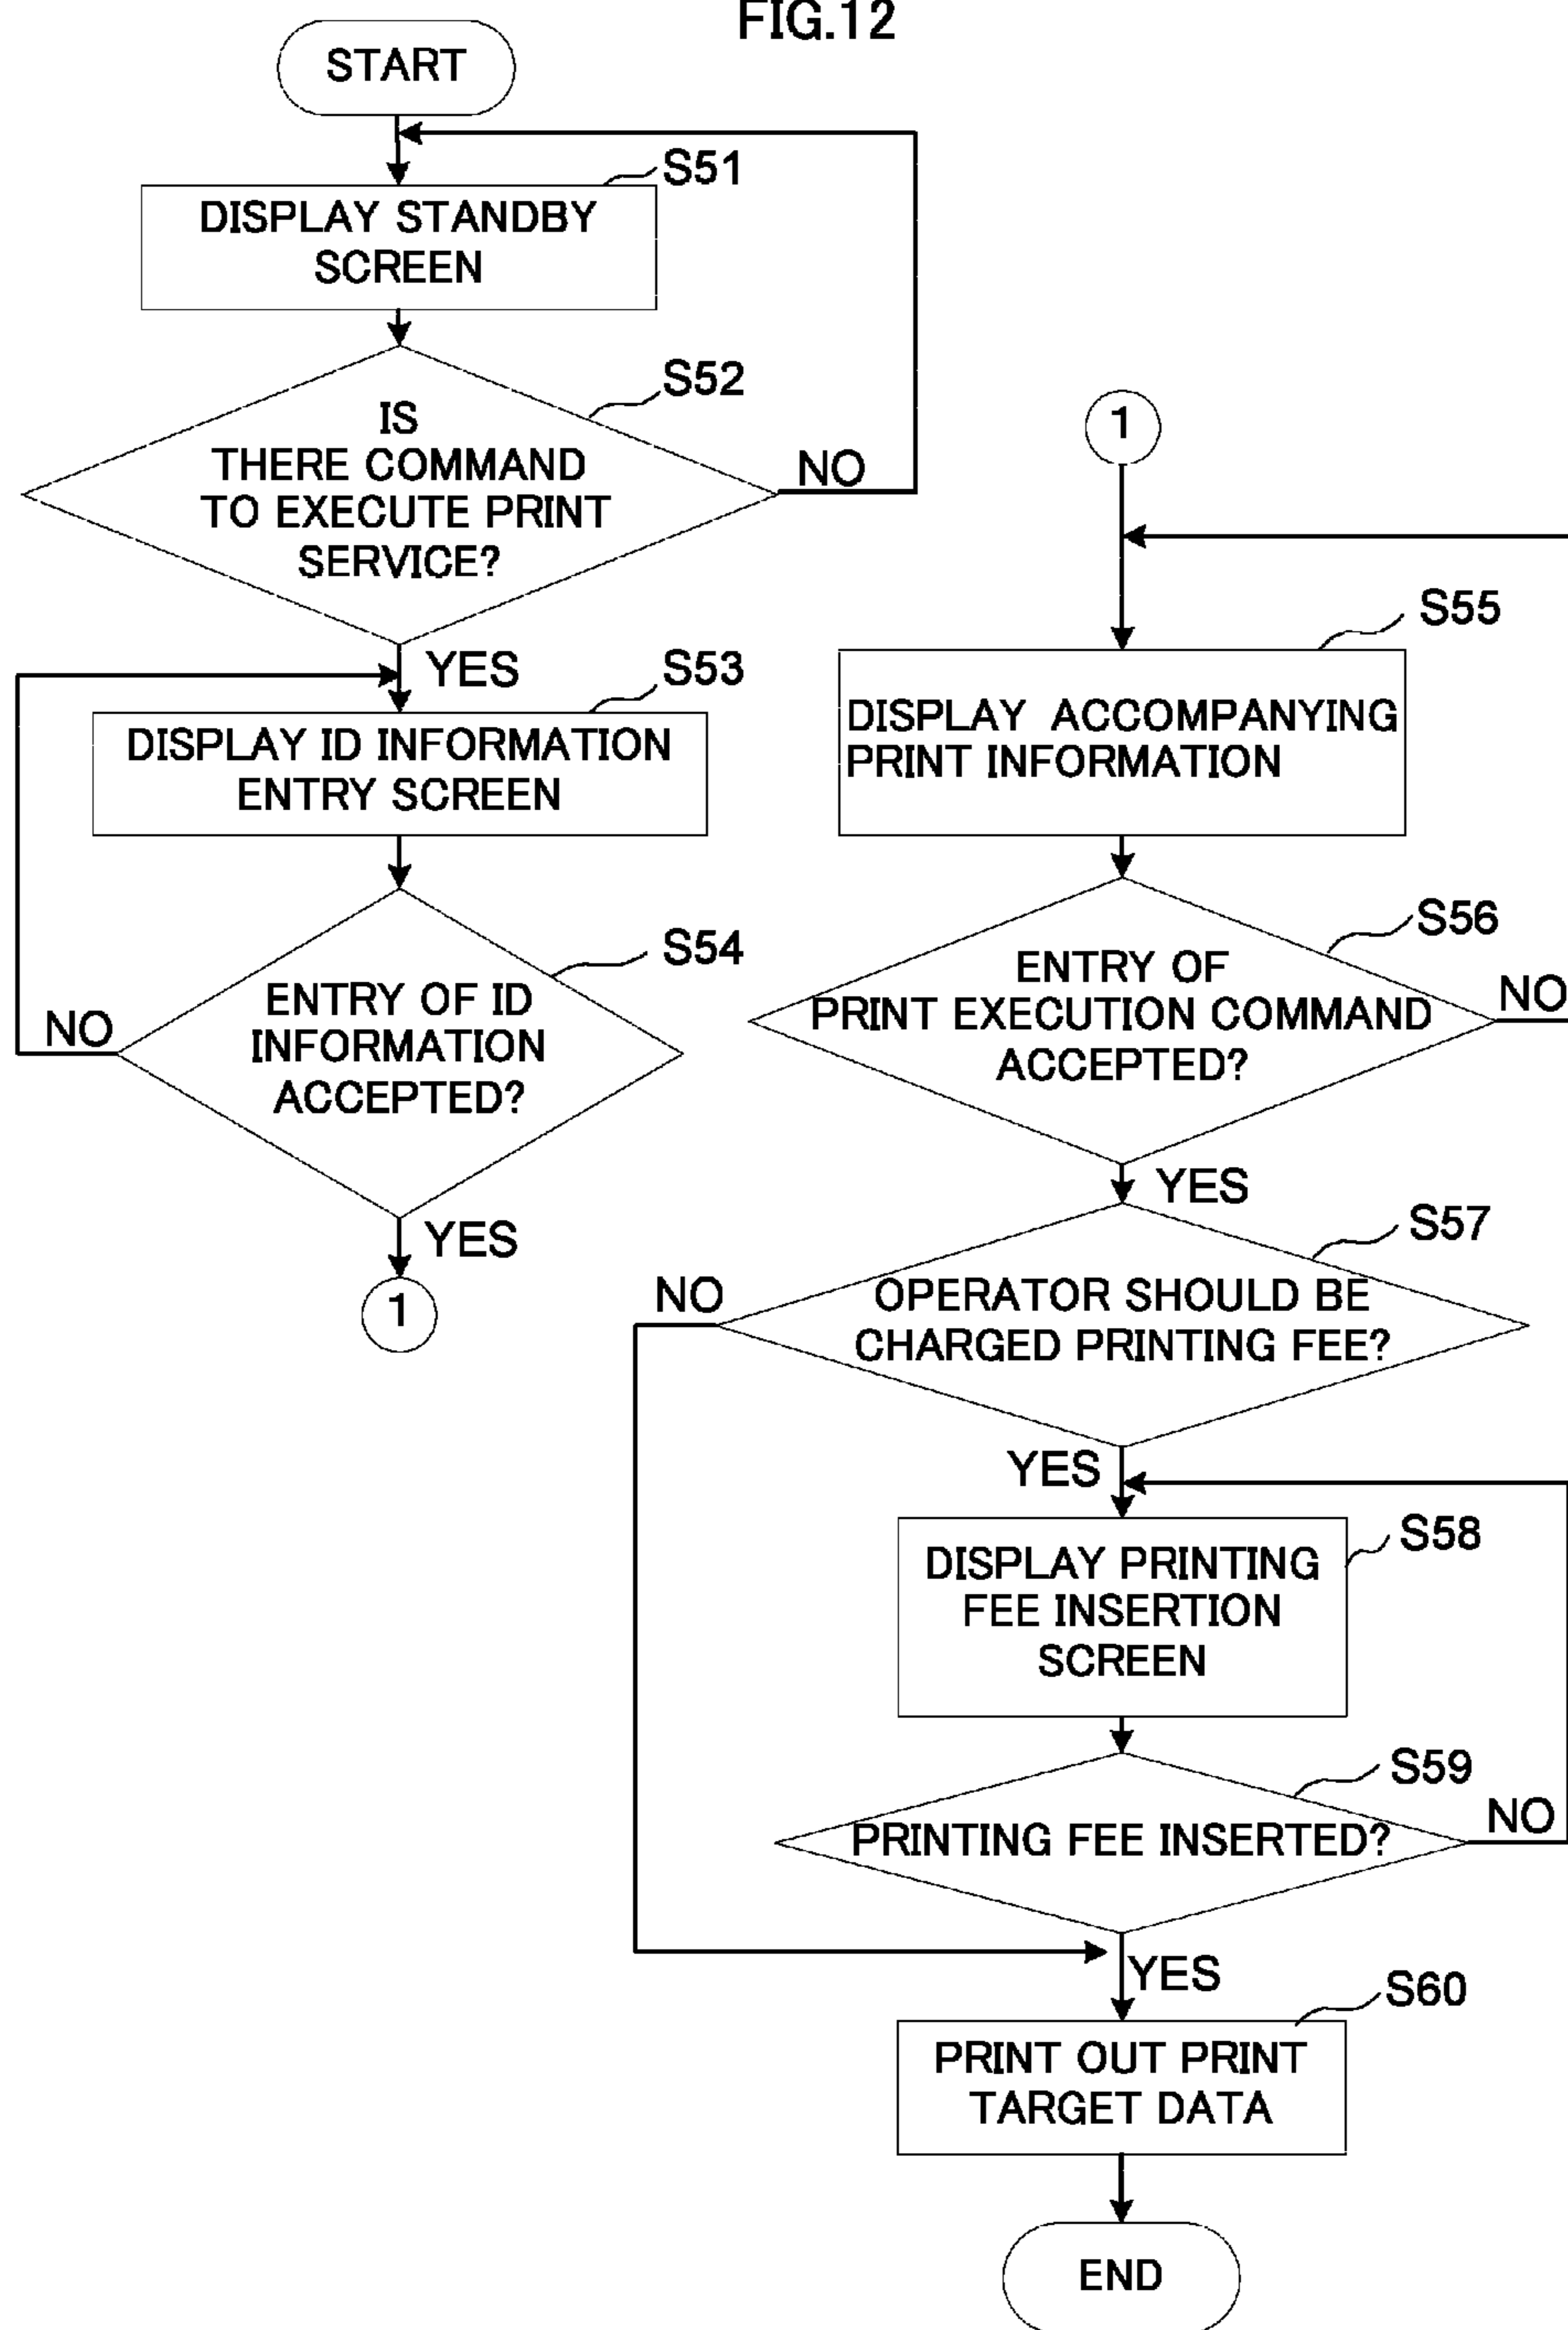 FIG.12
START
S51
DISPLAY STANDBY
SCREEN
S52
IS
THERE COMMAND
TO EXECUTE PRINT
SERVICE?
NO
YES
S53
DISPLAY ID INFORMATION
ENTRY SCREEN
S54
ENTRY OF ID
INFORMATION
ACCEPTED?
NO
YES
1
1
S55
DISPLAY ACCOMPANYING
PRINT INFORMATION
S56
ENTRY OF
PRINT EXECUTION COMMAND
ACCEPTED?
NO
YES
S57
OPERATOR SHOULD BE
CHARGED PRINTING FEE?
NO
YES
S58
DISPLAY PRINTING
FEE INSERTION
SCREEN
S59
PRINTING FEE INSERTED?
NO
YES
S60
PRINT OUT PRINT
TARGET DATA
END